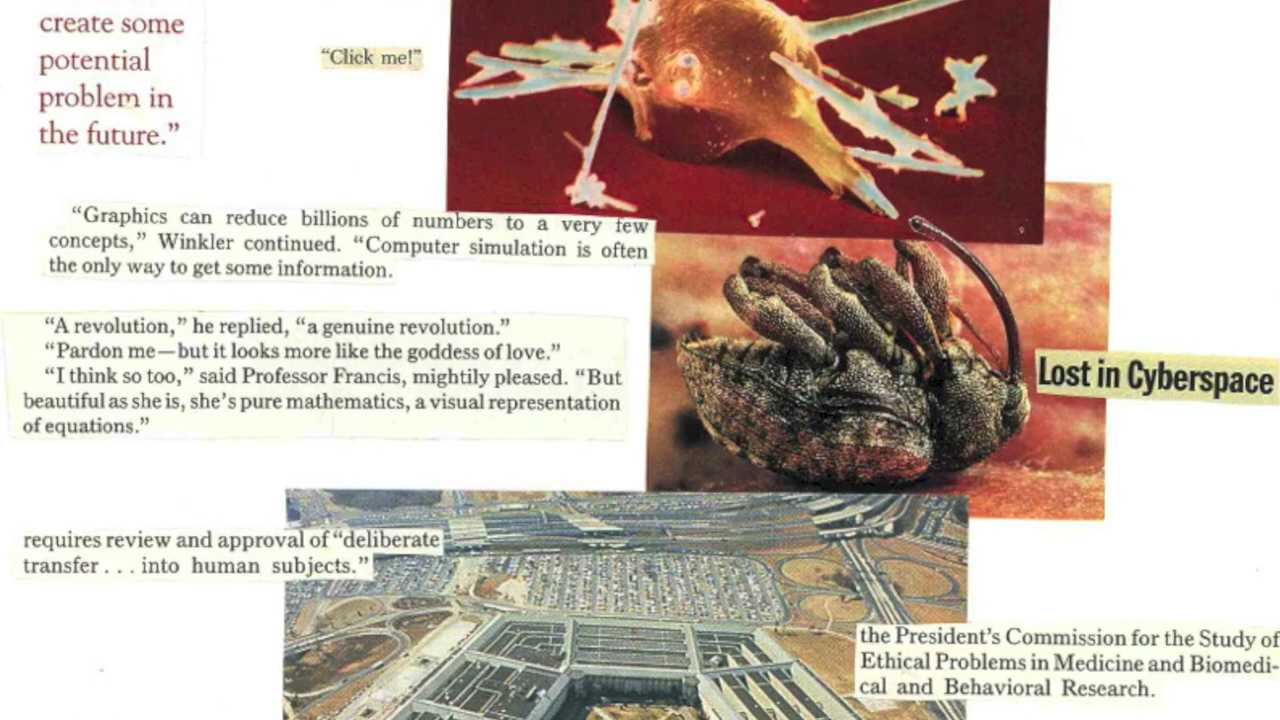 create some
potential
problem in
the future.”
“Click me!”
“Graphics can reduce billions of numbers to a very few
concepts,” Winkler continued. “Computer simulation is often
the only way to get some information.
“A revolution,” he replied, “a genuine revolution.”
“Pardon me—but it looks more like the goddess of love.”
“I think so too,” said Professor Francis, mightily pleased. “But
beautiful as she is, she’s pure mathematics, a visual representation
of equations.”
Lost in Cyberspace
requires review and approval of “deliberate
transfer . . . into human subjects.”
the President’s Commission for the Study of
Ethical Problems in Medicine and Biomedi-
cal and Behavioral Research.